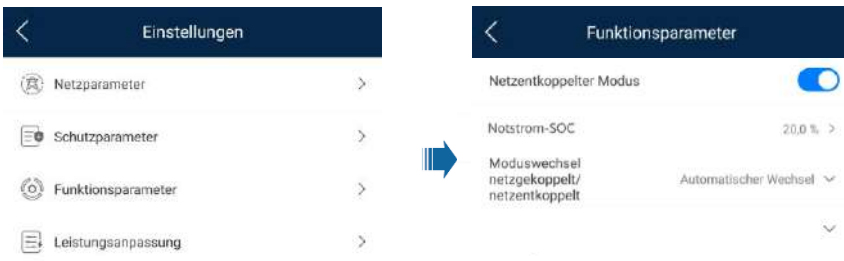 Einstellungen
Netzparameter
Schutzparameter
Funktionsparameter
Leistungsanpassung
Funktionsparameter
Netzentkoppelter Modus
Notstrom-SOC 20,0 %
Moduswechsel
netzgekoppelt/
netzentkoppelt
Automatischer Wechsel